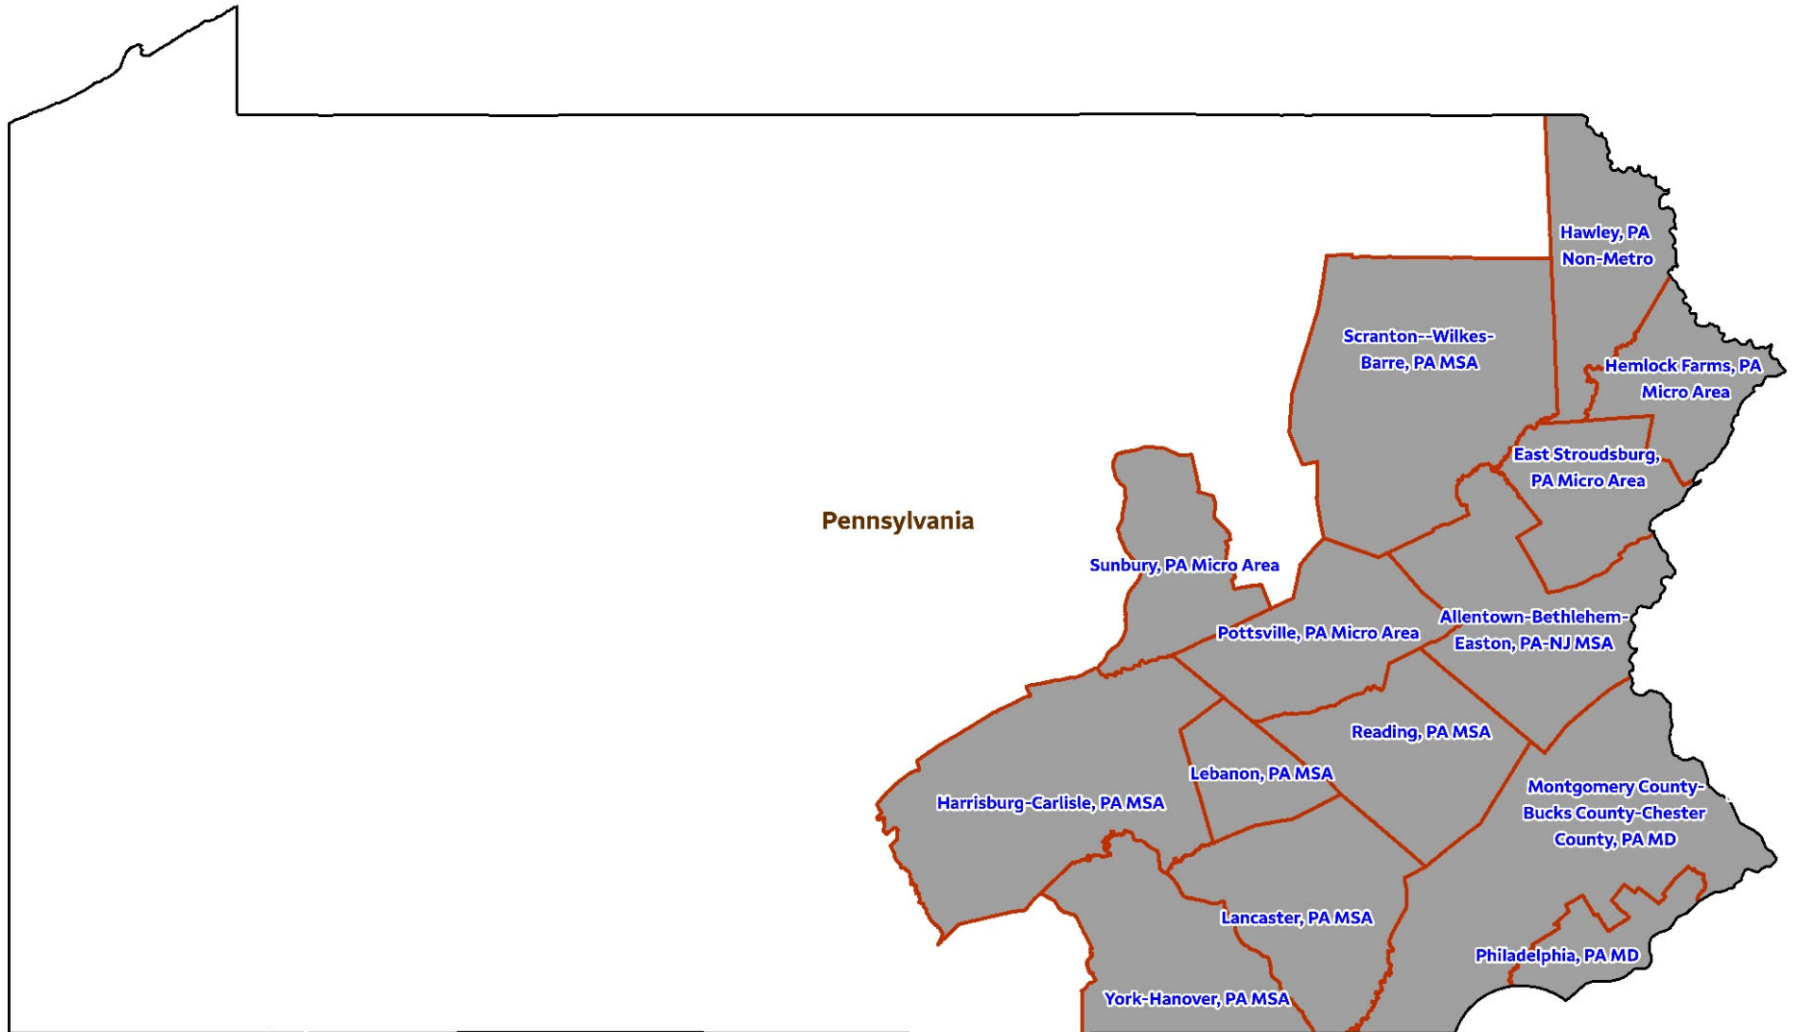 Hawley, PA
Non-Metro
Scranton--Wilkes-
Barre, PA MSA
Hemlock Farms, PA
Micro Area
East Stroudsburg,
PA Micro Area
Pennsylvania
Sunbury, PA Micro Area
Allentown-Bethlehem-
Easton, PA-NJ MSA
Pottsville, PA Micro Area
Reading, PA MSA
Lebanon, PA MSA
Harrisburg-Carlisle, PA MSA
Montgomery County-
Bucks County-Chester
County, PA MD
Lancaster, PA MSA
Philadelphia, PA MD
York-Hanover, PA MSA